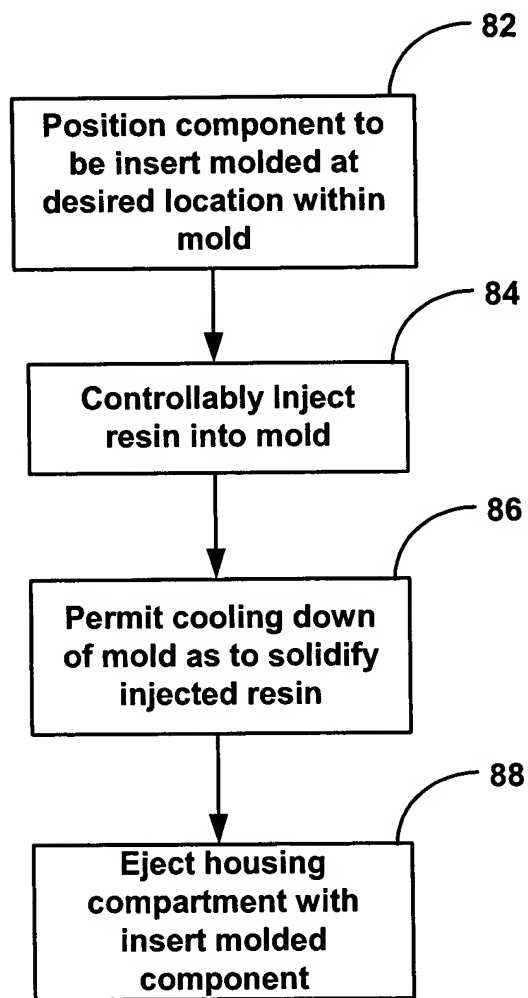 82
Position component to
be insert molded at
desired location within
mold
84
Controllably Inject
resin into mold
86
Permit cooling down
of mold as to solidify
injected resin
88
Eject housing
compartment with
insert molded
component